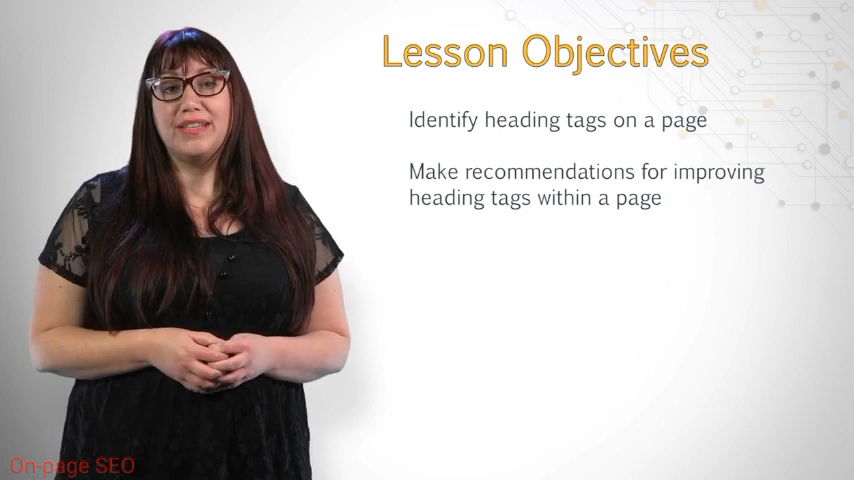 Lesson Objectives
Identify heading tags on a page
Make recommendations for improving
heading tags within a page
On-page SEO